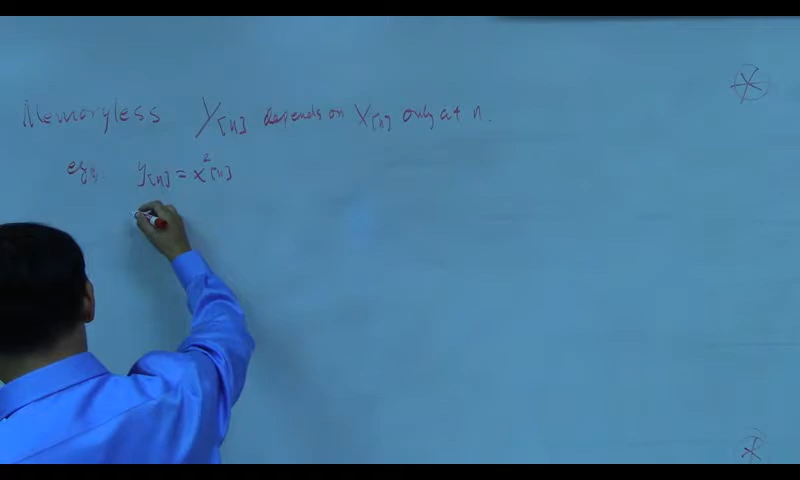 Memoryless y[n] depends on x[n] only at n.
eg. y[n] = x²[n]